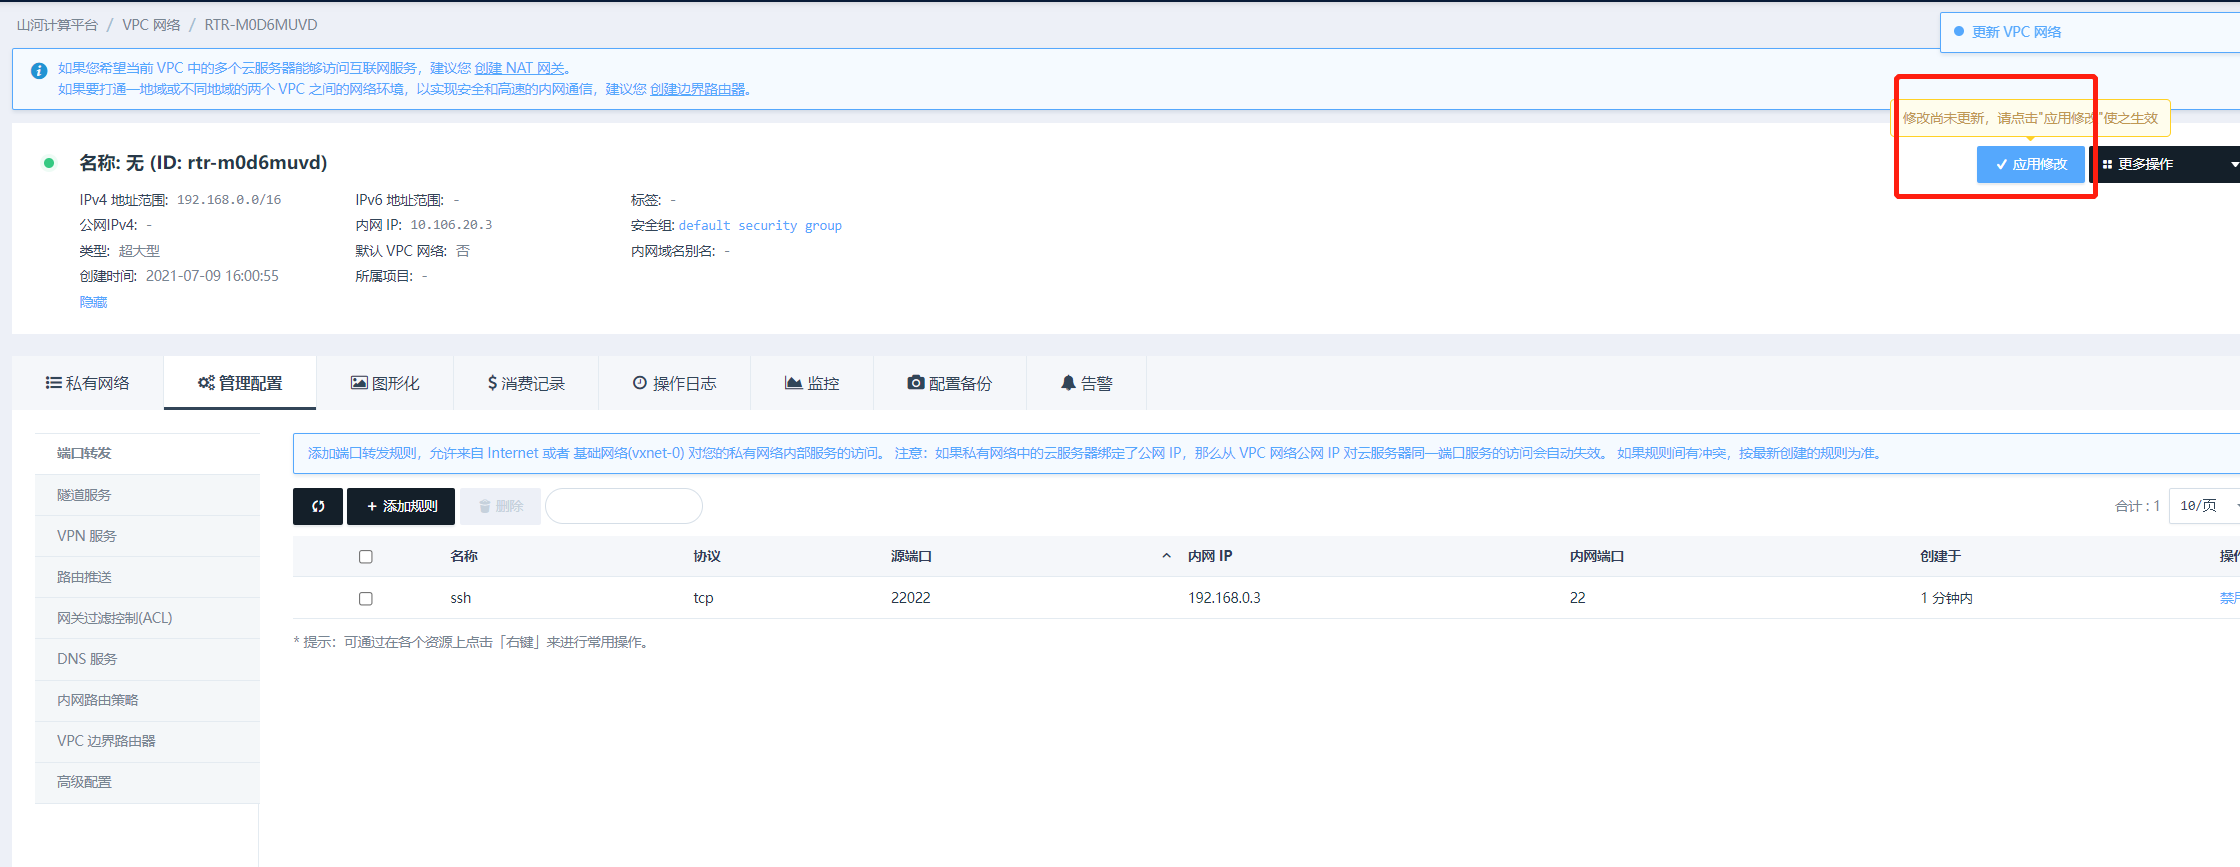 山河计算平台 / VPC 网络 / RTR-M0D6MUVD
更新 VPC 网络
如果您希望当前 VPC 中的多个云服务器能够访问互联网服务，建议您 创建 NAT 网关。
如果要打通一地域或不同地域的两个 VPC 之间的网络环境，以实现安全和高速的内网通信，建议您 创建边界路由器。
修改尚未更新，请点击"应用修改"使之生效
名称: 无 (ID: rtr-m0d6muvd)
应用修改 更多操作
IPv4 地址范围: 192.168.0.0/16 IPv6 地址范围: - 标签: -
公网IPv4: - 内网 IP: 10.106.20.3 安全组: default security group
类型: 超大型 默认 VPC 网络: 否 内网域名别名: -
创建时间: 2021-07-09 16:00:55 所属项目: -
隐藏
私有网络 管理配置 图形化 消费记录 操作日志 监控 配置备份 告警
端口转发
隧道服务
VPN 服务
路由推送
网关过滤控制(ACL)
DNS 服务
内网路由策略
VPC 边界路由器
高级配置
添加端口转发规则，允许来自 Internet 或者 基础网络(vxnet-0) 对您的私有网络内部服务的访问。 注意：如果私有网络中的云服务器绑定了公网 IP，那么从 VPC 网络公网 IP 对云服务器同一端口服务的访问会自动失效。 如果规则间有冲突，按最新创建的规则为准。
+ 添加规则 删除 合计 : 1 10/页
名称 协议 源端口 内网 IP 内网端口 创建于 操
ssh tcp 22022 192.168.0.3 22 1 分钟内 禁
* 提示：可通过在各个资源上点击「右键」来进行常用操作。